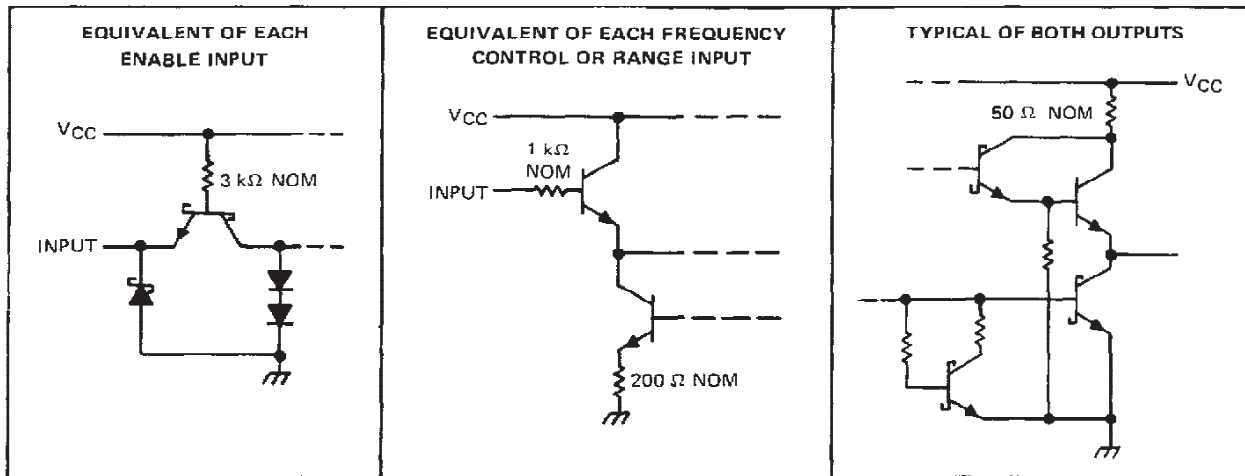 EQUIVALENT OF EACH
ENABLE INPUT
VCC
3 kΩ NOM
INPUT
EQUIVALENT OF EACH FREQUENCY
CONTROL OR RANGE INPUT
VCC
1 kΩ
NOM
INPUT
200 Ω NOM
TYPICAL OF BOTH OUTPUTS
VCC
50 Ω NOM